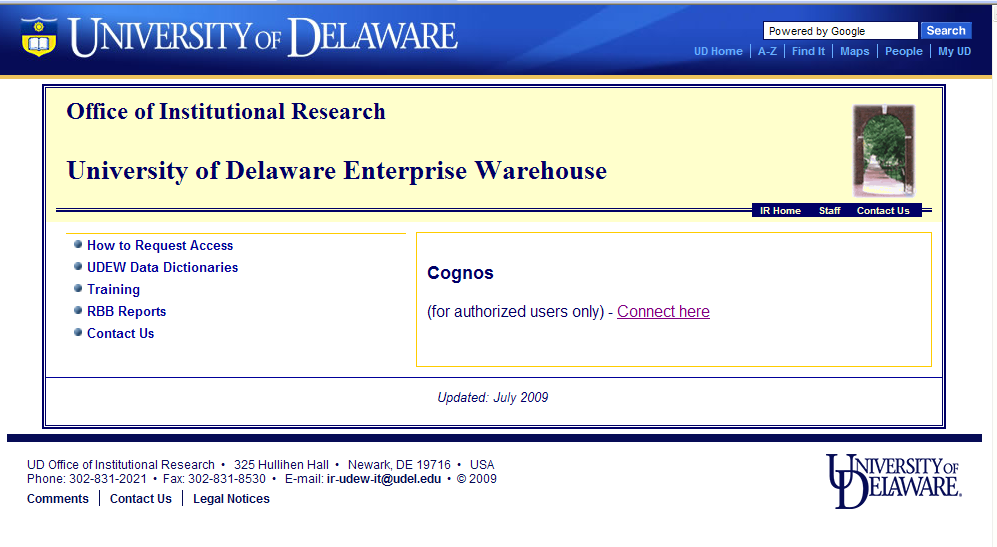 UNIVERSITY OF DELAWARE
Powered by Google
Search
UD Home | A-Z | Find It | Maps | People | My UD
Office of Institutional Research
University of Delaware Enterprise Warehouse
IR Home Staff Contact Us
How to Request Access
UDEW Data Dictionaries
Training
RBB Reports
Contact Us
Cognos
(for authorized users only) - Connect here
Updated: July 2009
UD Office of Institutional Research • 325 Hullihen Hall • Newark, DE 19716 • USA
Phone: 302-831-2021 • Fax: 302-831-8530 • E-mail: ir-udew-it@udel.edu • © 2009
Comments | Contact Us | Legal Notices
UNIVERSITY OF
DELAWARE.